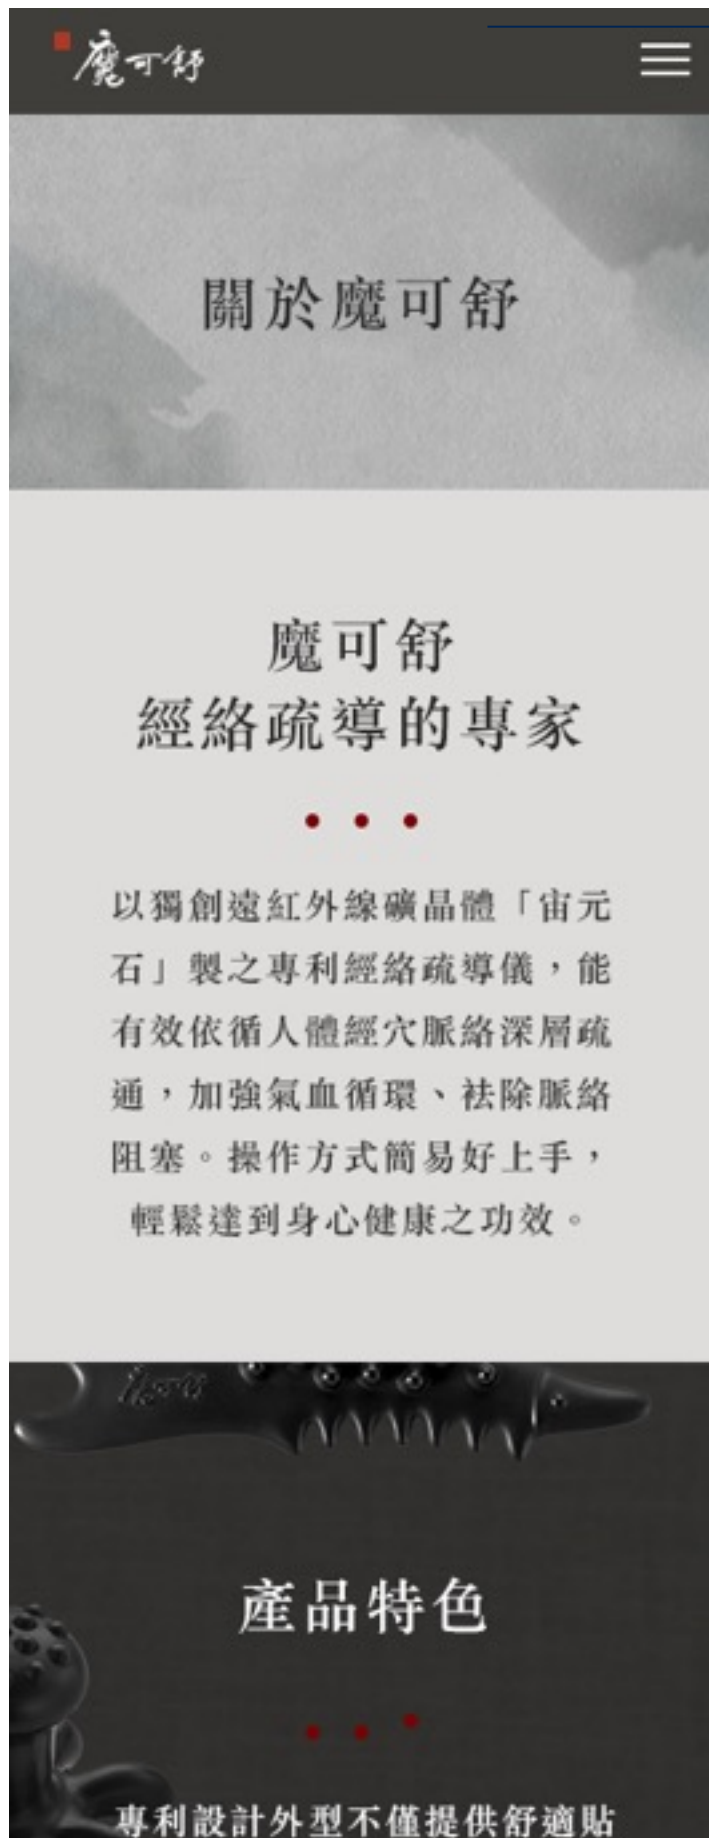 魔可舒
關於魔可舒
魔可舒
經絡疏導的專家
以獨創遠紅外線礦晶體「宙元
石」製之專利經絡疏導儀，能
有效依循人體經穴脈絡深層疏
通，加強氣血循環、祛除脈絡
阻塞。操作方式簡易好上手，
輕鬆達到身心健康之功效。
產品特色
專利設計外型不僅提供舒適貼